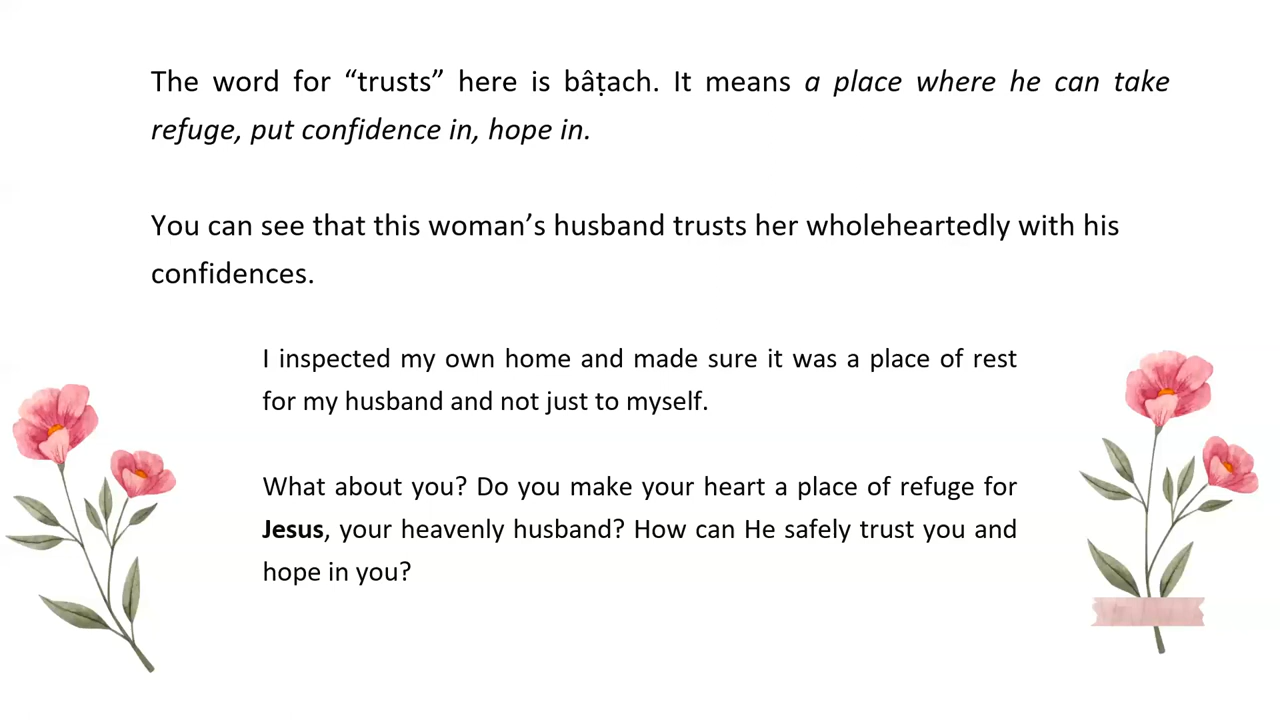 The word for “trusts” here is bâṭach. It means a place where he can take
refuge, put confidence in, hope in.
You can see that this woman’s husband trusts her wholeheartedly with his
confidences.
I inspected my own home and made sure it was a place of rest
for my husband and not just to myself.
What about you? Do you make your heart a place of refuge for
Jesus, your heavenly husband? How can He safely trust you and
hope in you?